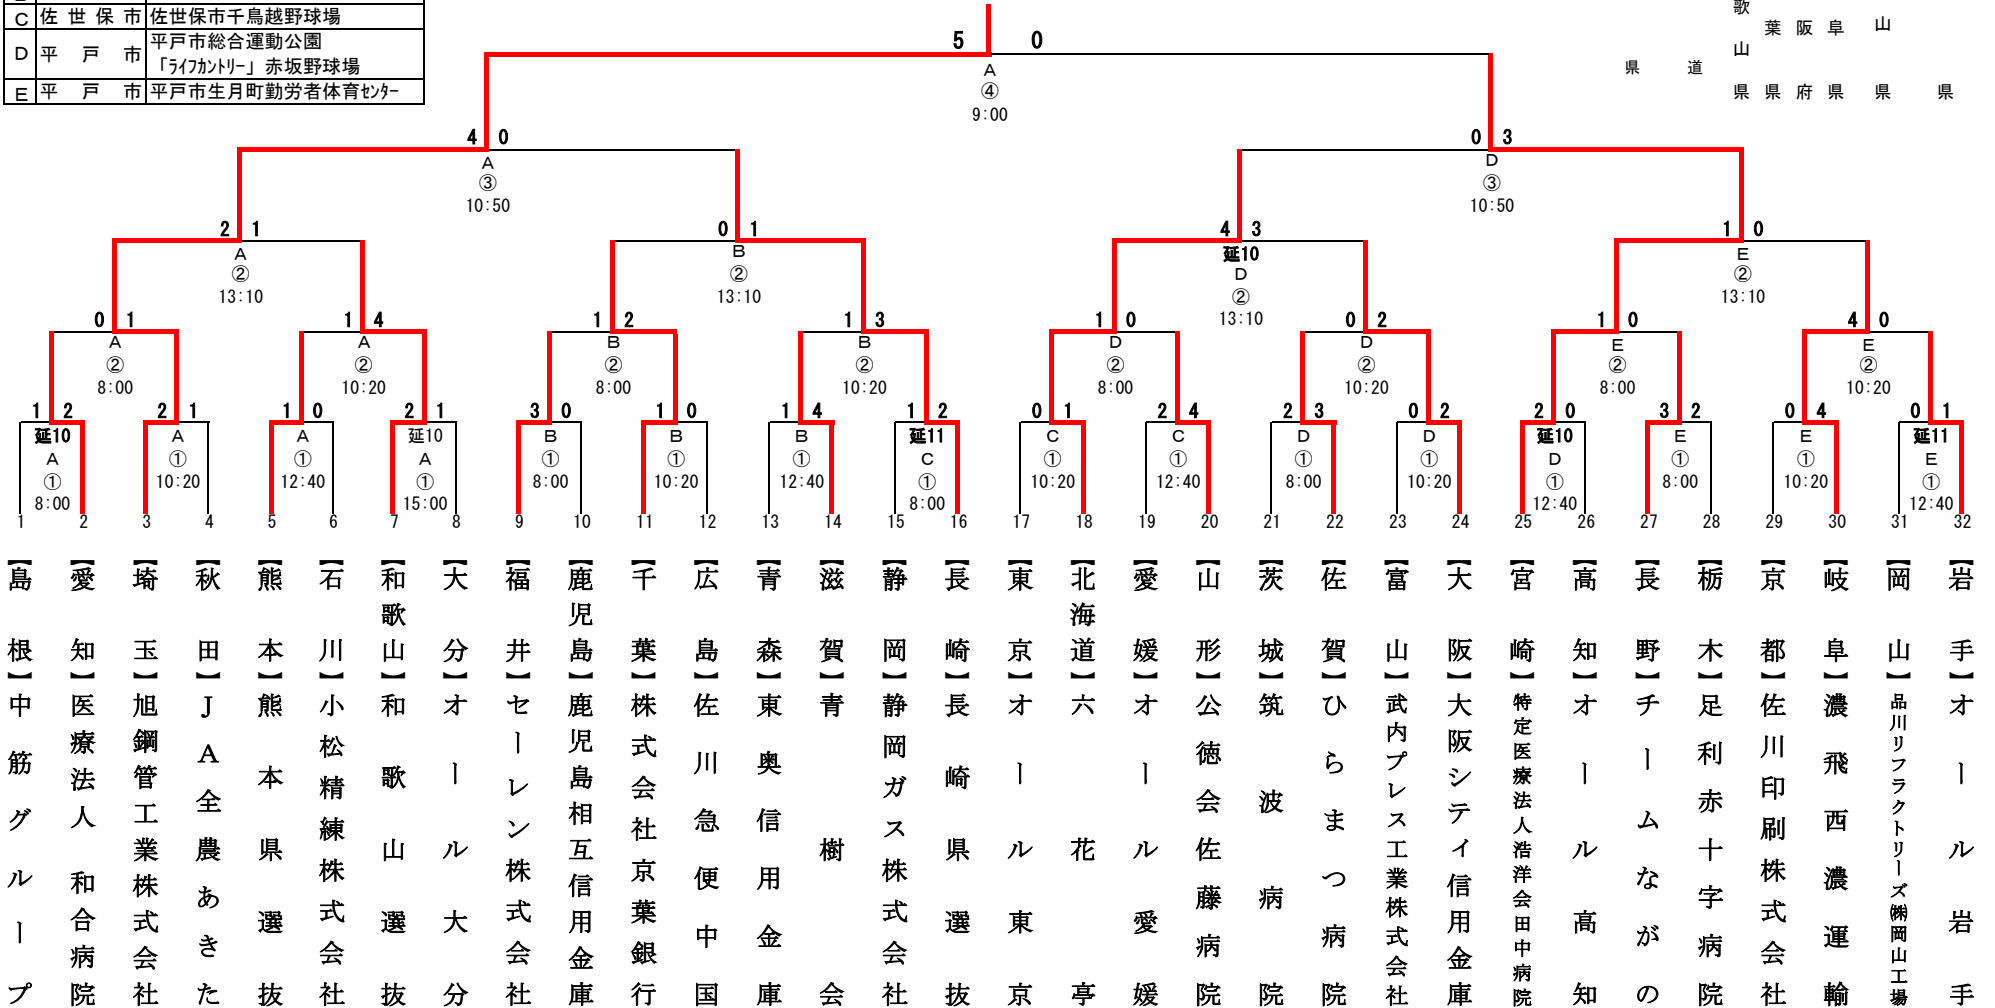 C 佐世保市 佐世保市千鳥越野球場
D 平戸市 平戸市総合運動公園
「ライフカントリー」赤坂野球場
E 平戸市 平戸市生月町勤労者体育センター
歌
葉 阪 阜 山
山
県 道
県 県 府 県 県 県
5 0
A
④
9:00
4 0
A
③
10:50
0 3
D
③
10:50
2 1
A
②
13:10
0 1
B
②
13:10
4 3
延10
D
②
13:10
1 0
E
②
13:10
0 1
A
②
8:00
1 4
A
②
10:20
1 2
B
②
8:00
1 3
B
②
10:20
1 0
D
②
8:00
0 2
D
②
10:20
1 0
E
②
8:00
4 0
E
②
10:20
1 2
延10
A
①
8:00
2 1
A
①
10:20
1 0
A
①
12:40
2 1
延10
A
①
15:00
3 0
B
①
8:00
1 0
B
①
10:20
1 4
B
①
12:40
1 2
延11
C
①
8:00
0 1
C
①
10:20
2 4
C
①
12:40
2 3
D
①
8:00
0 2
D
①
10:20
2 0
延10
D
①
12:40
3 2
E
①
8:00
0 4
E
①
10:20
0 1
延11
E
①
12:40
1 2 3 4 5 6 7 8 9 10 11 12 13 14 15 16 17 18 19 20 21 22 23 24 25 26 27 28 29 30 31 32
【島根】中筋グループ
【愛知】医療法人 和合病院
【埼玉】旭鋼管工業株式会社
【秋田】JA全農あきた
【熊本】熊本県選抜
【石川】小松精練株式会社
【和歌山】和歌山選抜
【大分】オール大分
【福井】セーレン株式会社
【鹿児島】鹿児島相互信用金庫
【千葉】株式会社京葉銀行
【広島】佐川急便中国
【青森】東奥信用金庫
【滋賀】青樹会
【静岡】静岡ガス株式会社
【長崎】長崎県選抜
【東京】オール東京
【北海道】六花亭
【愛媛】オール愛媛
【山形】公徳会佐藤病院
【茨城】筑波病院
【佐賀】ひらまつ病院
【富山】武内プレス工業株式会社
【大阪】大阪シティ信用金庫
【宮崎】特定医療法人浩洋会田中病院
【高知】オール高知
【長野】チームながの
【栃木】足利赤十字病院
【京都】佐川印刷株式会社
【岐阜】濃飛西濃運輸
【岡山】品川リフラクトリーズ㈱岡山工場
【岩手】オール岩手